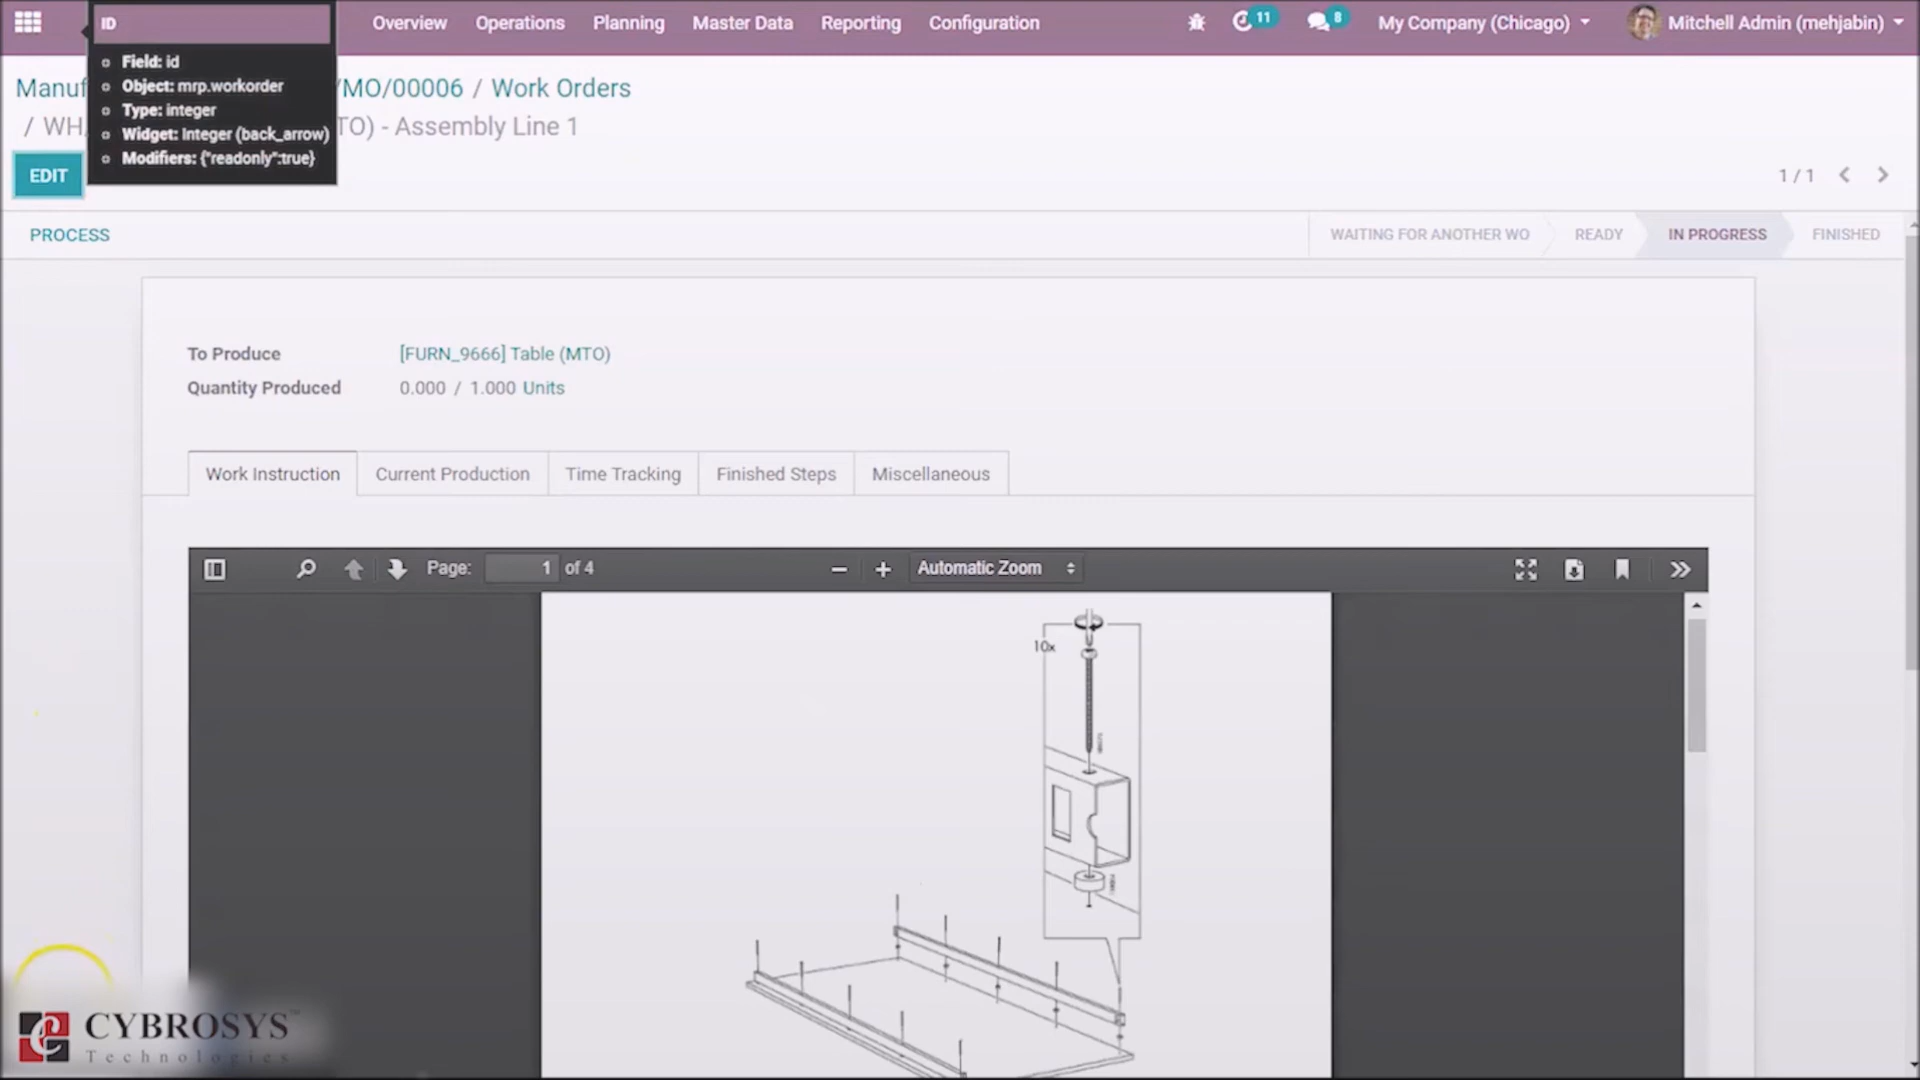 ID
Overview
Operations
Planning
Master Data
Reporting
Configuration
11
8
My Company (Chicago)
Mitchell Admin (mehjabin)
Field: id
Object: mrp.workorder
Type: integer
Widget: Integer (back_arrow)
Modifiers: {"readonly":true}
Manuf
/MO/00006 / Work Orders
/ WH/
TO) - Assembly Line 1
EDIT
1 / 1
PROCESS
WAITING FOR ANOTHER WO
READY
IN PROGRESS
FINISHED
To Produce
[FURN_9666] Table (MTO)
Quantity Produced
0.000 / 1.000 Units
Work Instruction
Current Production
Time Tracking
Finished Steps
Miscellaneous
Page: 1 of 4
Automatic Zoom
10x
CYBROSYS
Technologies